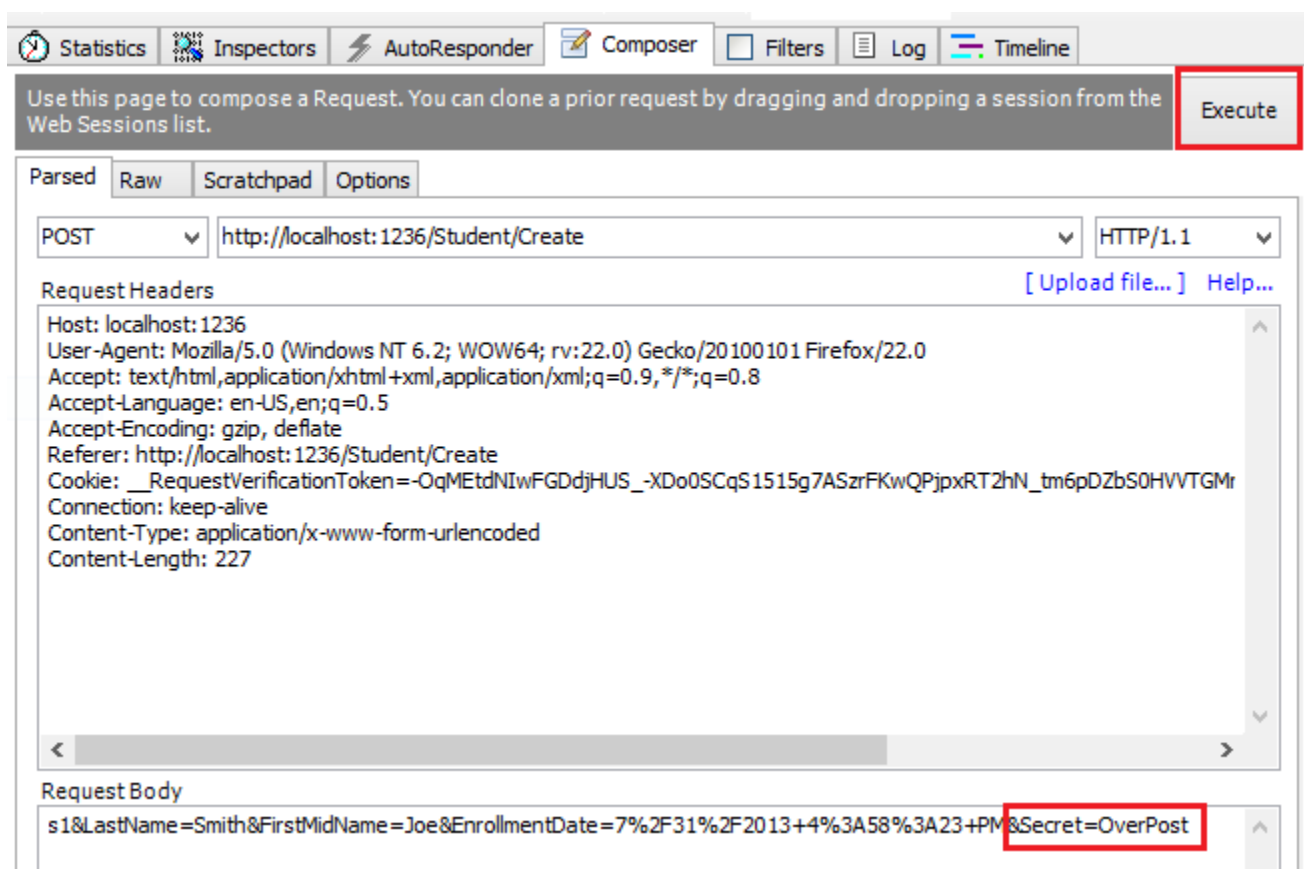 Statistics Inspectors AutoResponder Composer Filters Log Timeline
Use this page to compose a Request. You can clone a prior request by dragging and dropping a session from the
Web Sessions list.
Execute
Parsed Raw Scratchpad Options
POST http://localhost:1236/Student/Create HTTP/1.1
Request Headers [ Upload file... ] Help...
Host: localhost:1236
User-Agent: Mozilla/5.0 (Windows NT 6.2; WOW64; rv:22.0) Gecko/20100101 Firefox/22.0
Accept: text/html,application/xhtml+xml,application/xml;q=0.9,*/*;q=0.8
Accept-Language: en-US,en;q=0.5
Accept-Encoding: gzip, deflate
Referer: http://localhost:1236/Student/Create
Cookie: __RequestVerificationToken=-OqMEtdNIwFGDdjHUS_-XDo0SCqS1515g7ASzrFKwQPjpxRT2hN_tm6pDZbS0HVVTGMr
Connection: keep-alive
Content-Type: application/x-www-form-urlencoded
Content-Length: 227
Request Body
s1&LastName=Smith&FirstMidName=Joe&EnrollmentDate=7%2F31%2F2013+4%3A58%3A23+PM&Secret=OverPost